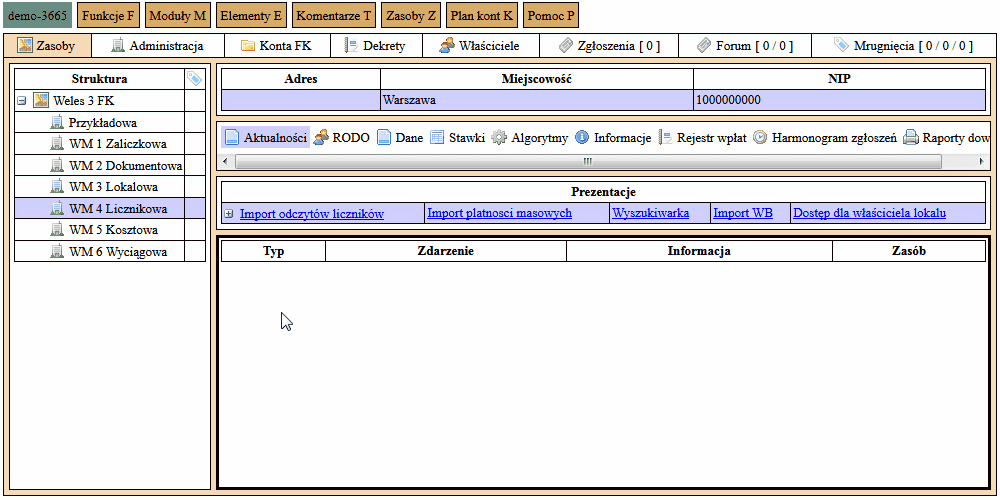 demo-3665 Funkcje F Moduły M Elementy E Komentarze T Zasoby Z Plan kont K Pomoc P
Zasoby Administracja Konta FK Dekrety Właściciele Zgłoszenia [ 0 ] Forum [ 0 / 0 ] Mrugnięcia [ 0 / 0 / 0 ]
Struktura
Weles 3 FK
Przykładowa
WM 1 Zaliczkowa
WM 2 Dokumentowa
WM 3 Lokalowa
WM 4 Licznikowa
WM 5 Kosztowa
WM 6 Wyciągowa
Adres Miejscowość NIP
Warszawa 1000000000
Aktualności RODO Dane Stawki Algorytmy Informacje Rejestr wpłat Harmonogram zgłoszeń Raporty dow
Prezentacje
Import odczytów liczników Import platnosci masowych Wyszukiwarka Import WB Dostęp dla właściciela lokalu
Typ Zdarzenie Informacja Zasób